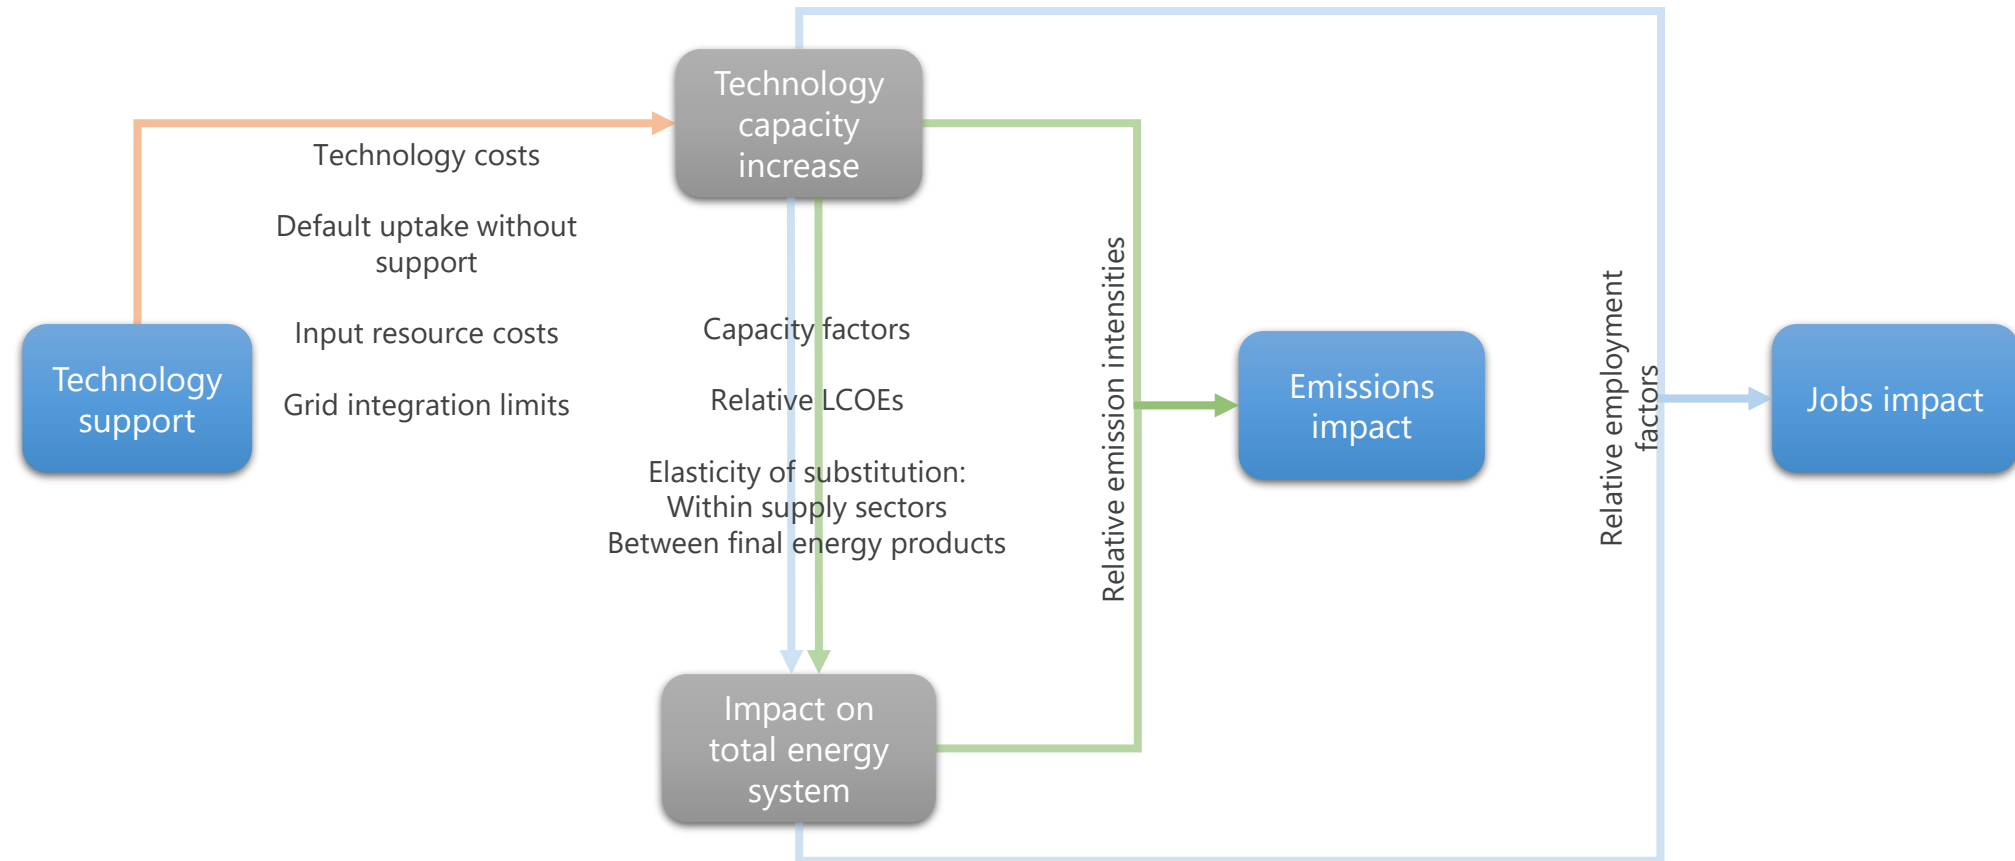 Technology
capacity
increase
Technology costs
Default uptake without
support
Input resource costs
Grid integration limits
Technology
support
Capacity factors
Relative LCOEs
Elasticity of substitution:
Within supply sectors
Between final energy products
Relative emission intensities
Emissions
impact
Relative employment
factors
Jobs impact
Impact on
total energy
system